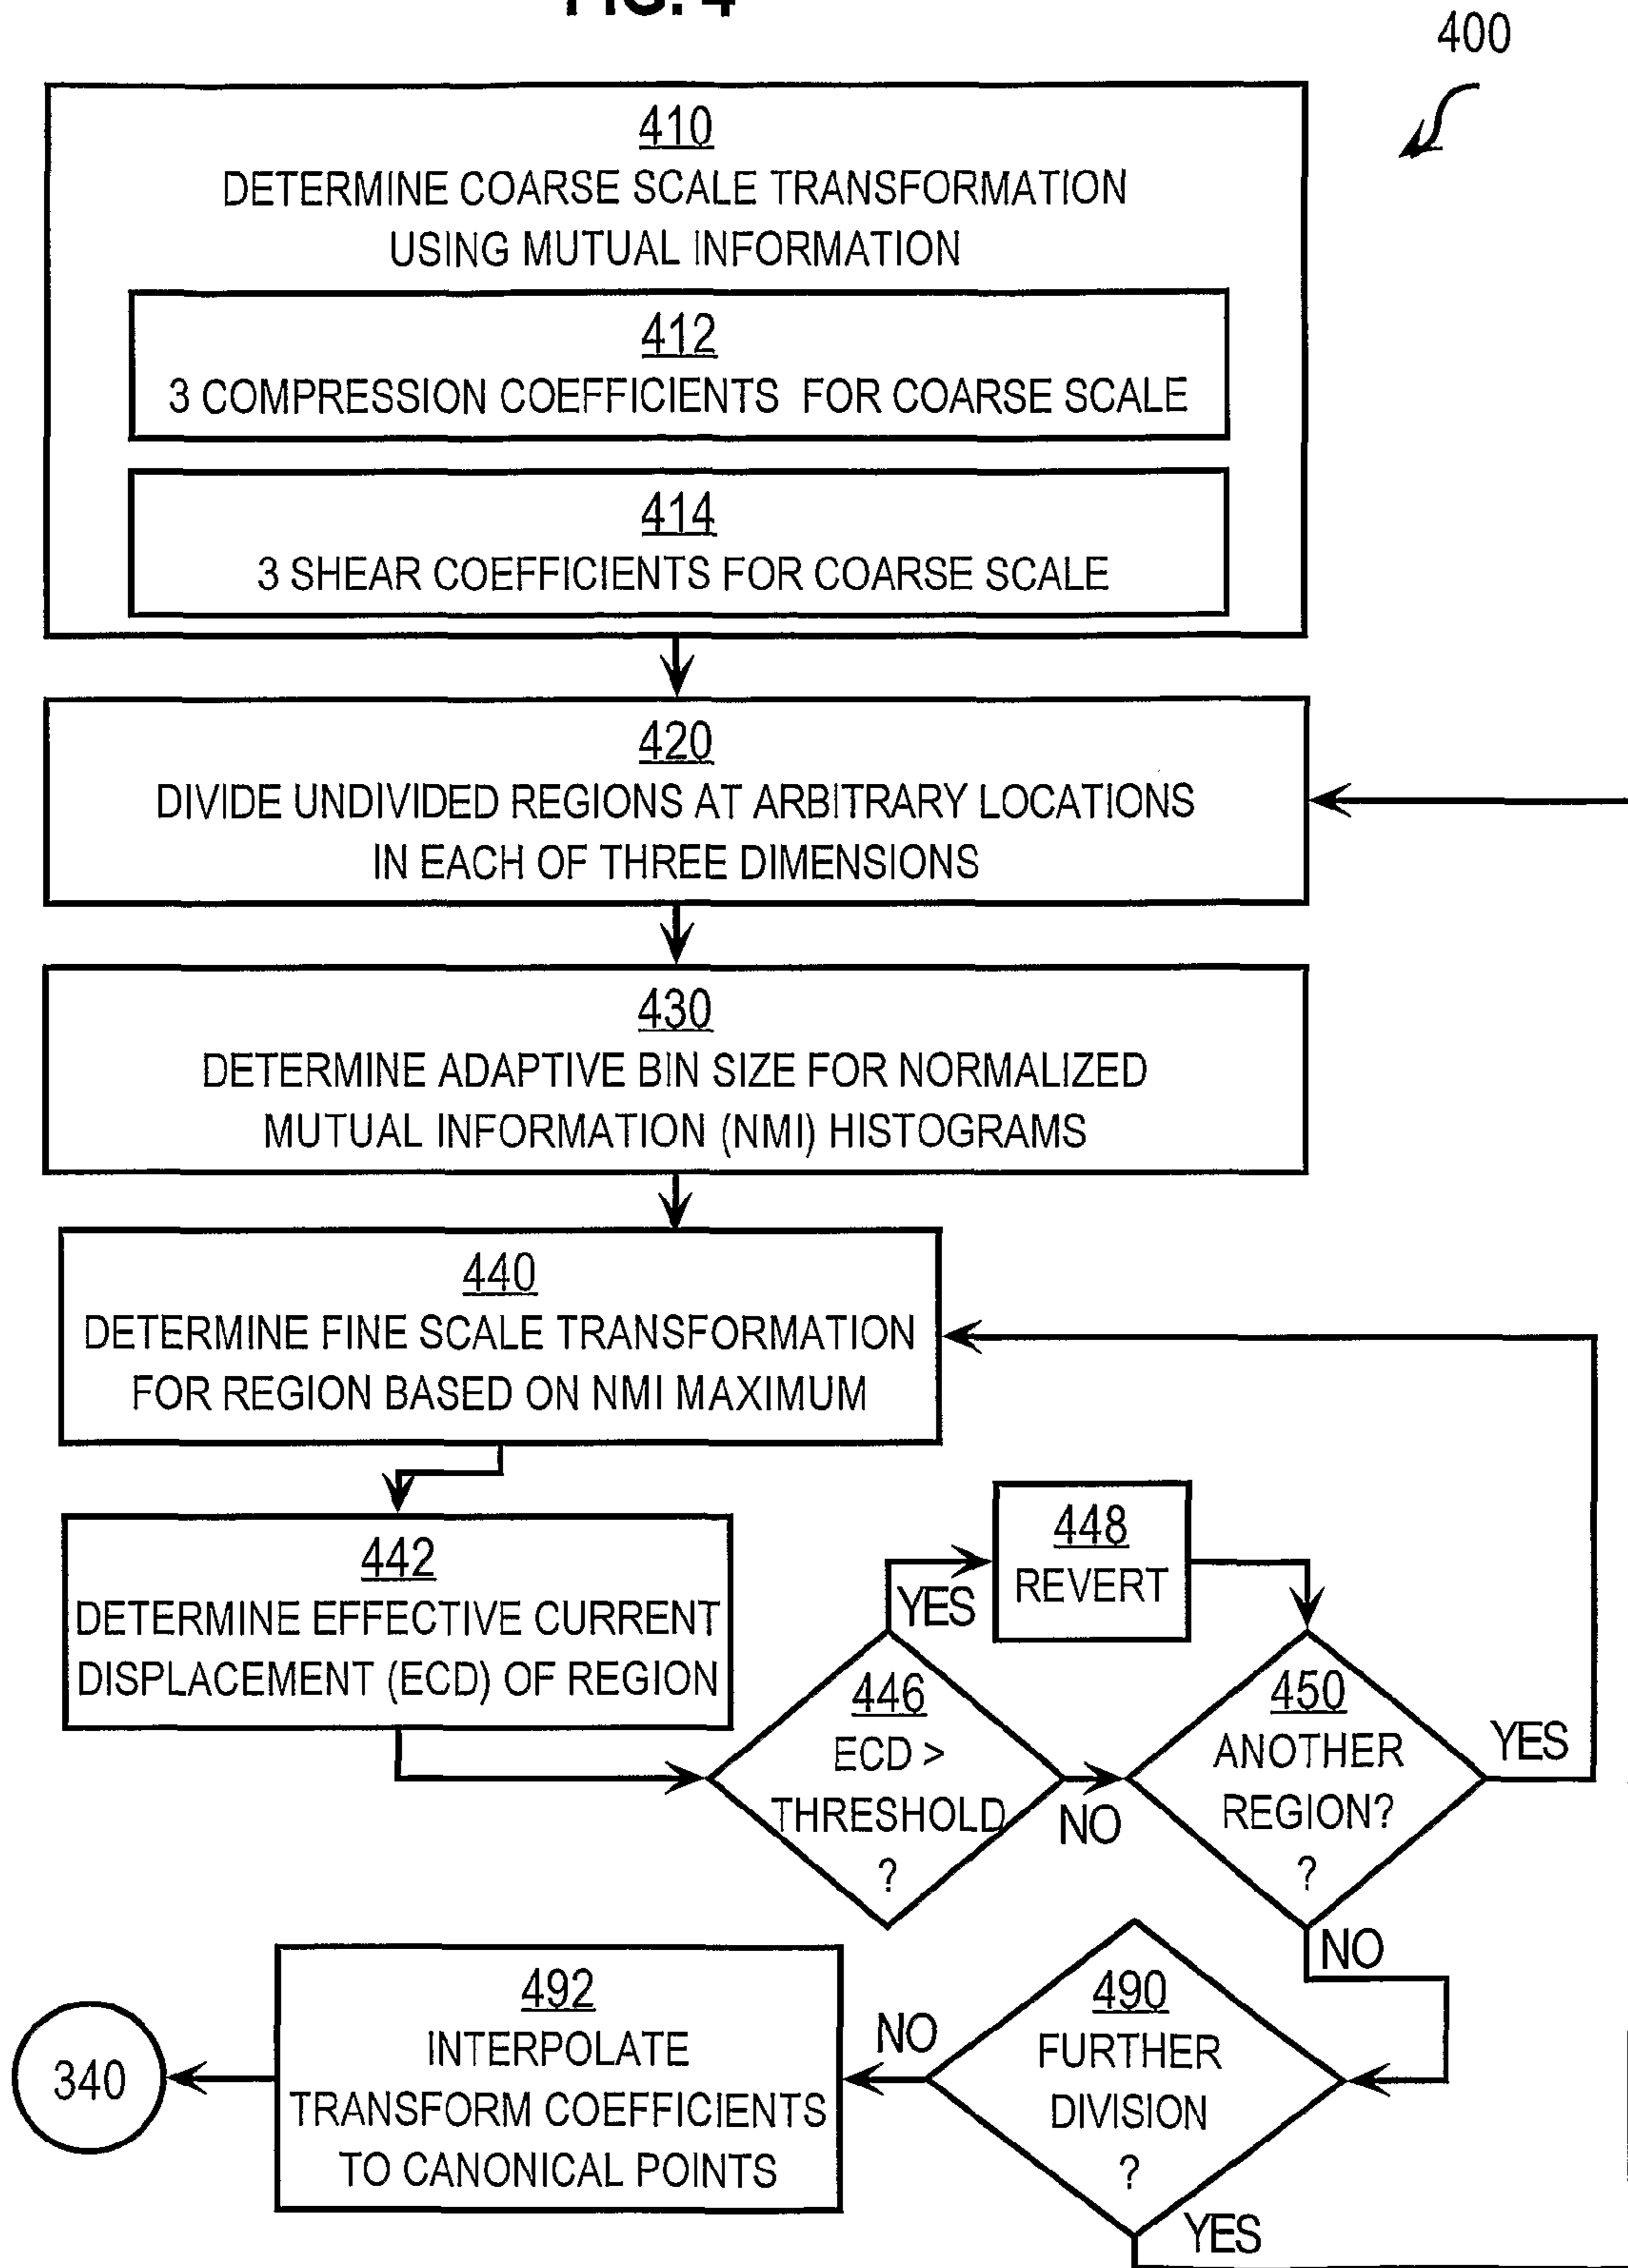 FIG. 4
400
410
DETERMINE COARSE SCALE TRANSFORMATION
USING MUTUAL INFORMATION
412
3 COMPRESSION COEFFICIENTS FOR COARSE SCALE
414
3 SHEAR COEFFICIENTS FOR COARSE SCALE
420
DIVIDE UNDIVIDED REGIONS AT ARBITRARY LOCATIONS
IN EACH OF THREE DIMENSIONS
430
DETERMINE ADAPTIVE BIN SIZE FOR NORMALIZED
MUTUAL INFORMATION (NMI) HISTOGRAMS
440
DETERMINE FINE SCALE TRANSFORMATION
FOR REGION BASED ON NMI MAXIMUM
442
DETERMINE EFFECTIVE CURRENT
DISPLACEMENT (ECD) OF REGION
446
ECD >
THRESHOLD
?
YES
NO
448
REVERT
450
ANOTHER
REGION?
?
YES
NO
490
FURTHER
DIVISION
?
NO
YES
492
INTERPOLATE
TRANSFORM COEFFICIENTS
TO CANONICAL POINTS
340